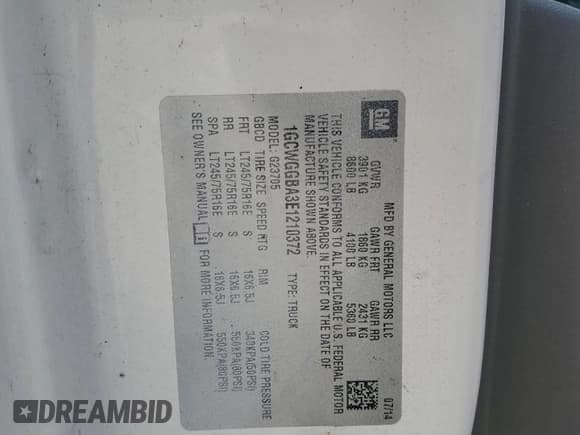 GM
MFD BY GENERAL MOTORS LLC 07/14
GVWR GAWR FRT GAWR RR
3901 KG 1860 KG 2431 KG
8600 LB 4100 LB 5360 LB
THIS VEHICLE CONFORMS TO ALL APPLICABLE U.S. FEDERAL MOTOR
VEHICLE SAFETY STANDARDS IN EFFECT ON THE DATE OF
MANUFACTURE SHOWN ABOVE.
1GCWGGBA3E1210372 TYPE: TRUCK
MODEL: G23705
GBCD TIRE SIZE SPEED RTG RIM COLD TIRE PRESSURE
FRT LT245/75R16E S 16X6.5J 340KPA(50PSI)
RR LT245/75R16E S 16X6.5J 550KPA(80PSI)
SPA LT245/75R16E S 16X6.5J 550KPA(80PSI)
SEE OWNER'S MANUAL FOR MORE INFORMATION.
DREAMBID